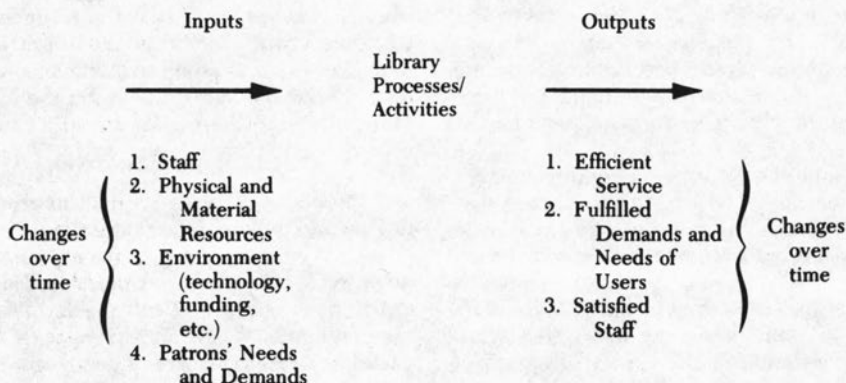 Inputs
Outputs
Library
Processes/
Activities
Changes
over
time
1. Staff
2. Physical and
Material
Resources
3. Environment
(technology,
funding,
etc.)
4. Patrons' Needs
and Demands
1. Efficient
Service
2. Fulfilled
Demands and
Needs of
Users
3. Satisfied
Staff
Changes
over
time